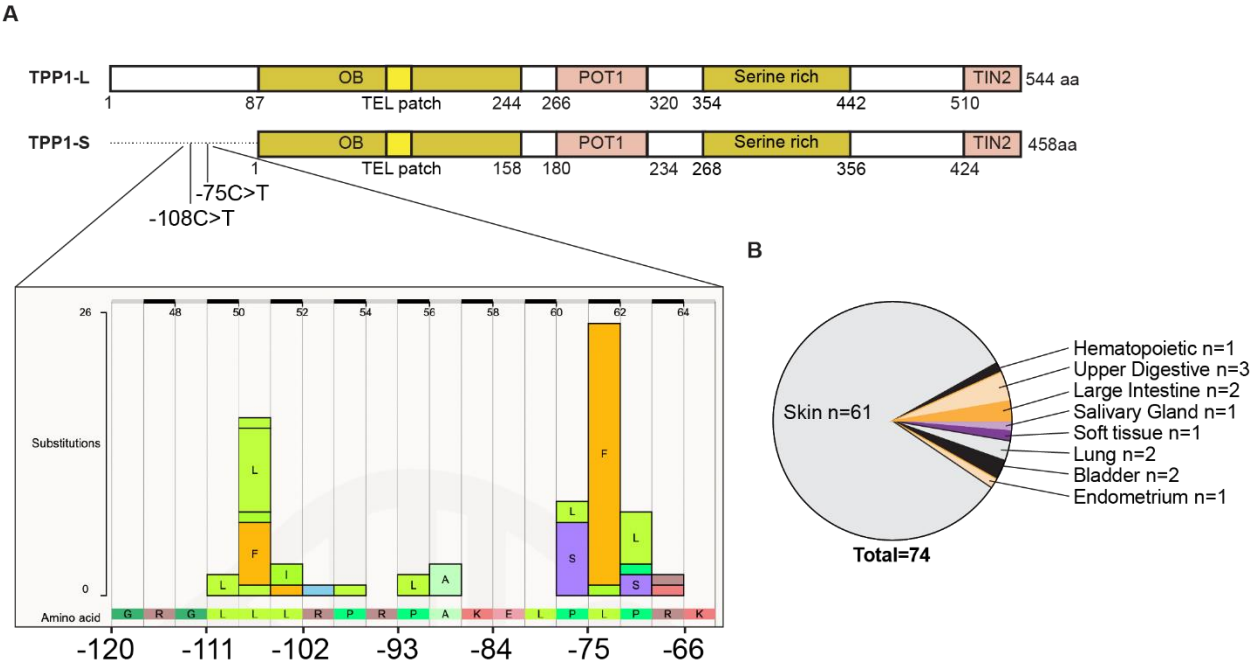 A
TPP1-L
OB
POT1
Serine rich
TIN2
544 aa
1
87
TEL patch
244
266
320
354
442
510
TPP1-S
OB
POT1
Serine rich
TIN2
458aa
1
TEL patch
158
180
234
268
356
424
-75C>T
-108C>T
26
48
50
52
54
56
58
60
62
64
Substitutions
F
L
L
L
S
L
F
I
L
A
S
0
Amino acid
G R G L L L R P R P A K E L P L P R K
-120
-111
-102
-93
-84
-75
-66
B
Skin n=61
Hematopoietic n=1
Upper Digestive n=3
Large Intestine n=2
Salivary Gland n=1
Soft tissue n=1
Lung n=2
Bladder n=2
Endometrium n=1
Total=74